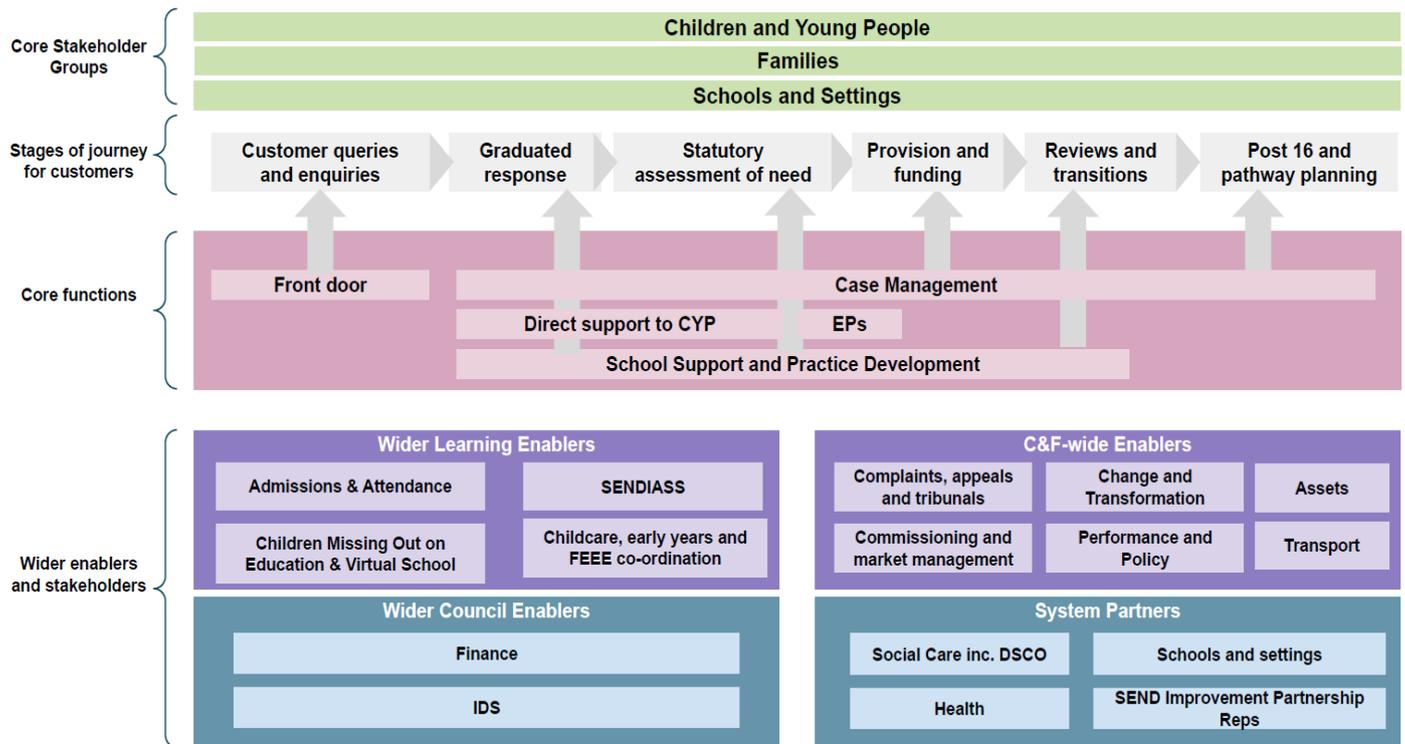 Core Stakeholder
Groups
Children and Young People
Families
Schools and Settings
Stages of journey
for customers
Customer queries
and enquiries
Graduated
response
Statutory
assessment of need
Provision and
funding
Reviews and
transitions
Post 16 and
pathway planning
Core functions
Front door
Case Management
Direct support to CYP
EPs
School Support and Practice Development
Wider enablers
and stakeholders
Wider Learning Enablers
Admissions & Attendance
SENDIASS
Children Missing Out on
Education & Virtual School
Childcare, early years and
FEEE co-ordination
C&F-wide Enablers
Complaints, appeals
and tribunals
Change and
Transformation
Assets
Commissioning and
market management
Performance and
Policy
Transport
Wider Council Enablers
Finance
IDS
System Partners
Social Care inc. DSCO
Schools and settings
Health
SEND Improvement Partnership
Reps